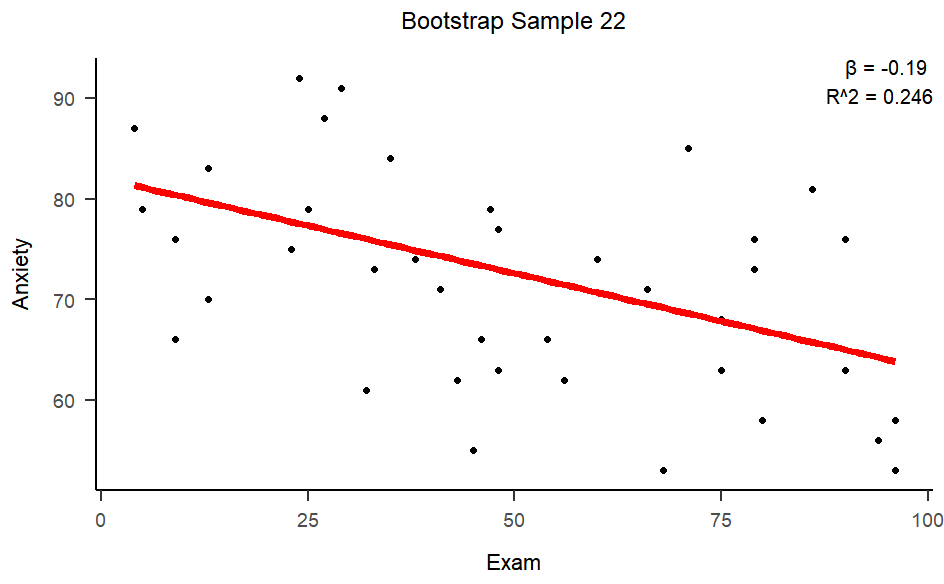 Bootstrap Sample 22
β = -0.19
R^2 = 0.246
90
80
70
60
Anxiety
0 25 50 75 100
Exam